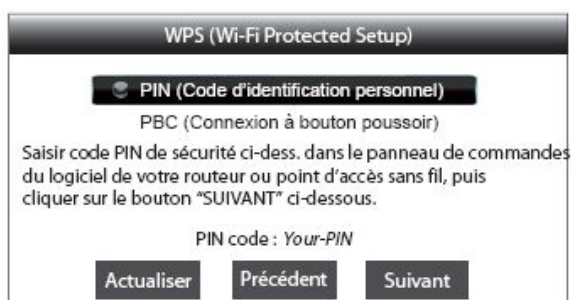 WPS (Wi-Fi Protected Setup)
PIN (Code d'identification personnel)
PBC (Connexion à bouton poussoir)
Saisir code PIN de sécurité ci-dess. dans le panneau de commandes
du logiciel de votre routeur ou point d'accès sans fil, puis
cliquer sur le bouton "SUIVANT" ci-dessous.
PIN code : Your-PIN
Actualiser Précédent Suivant